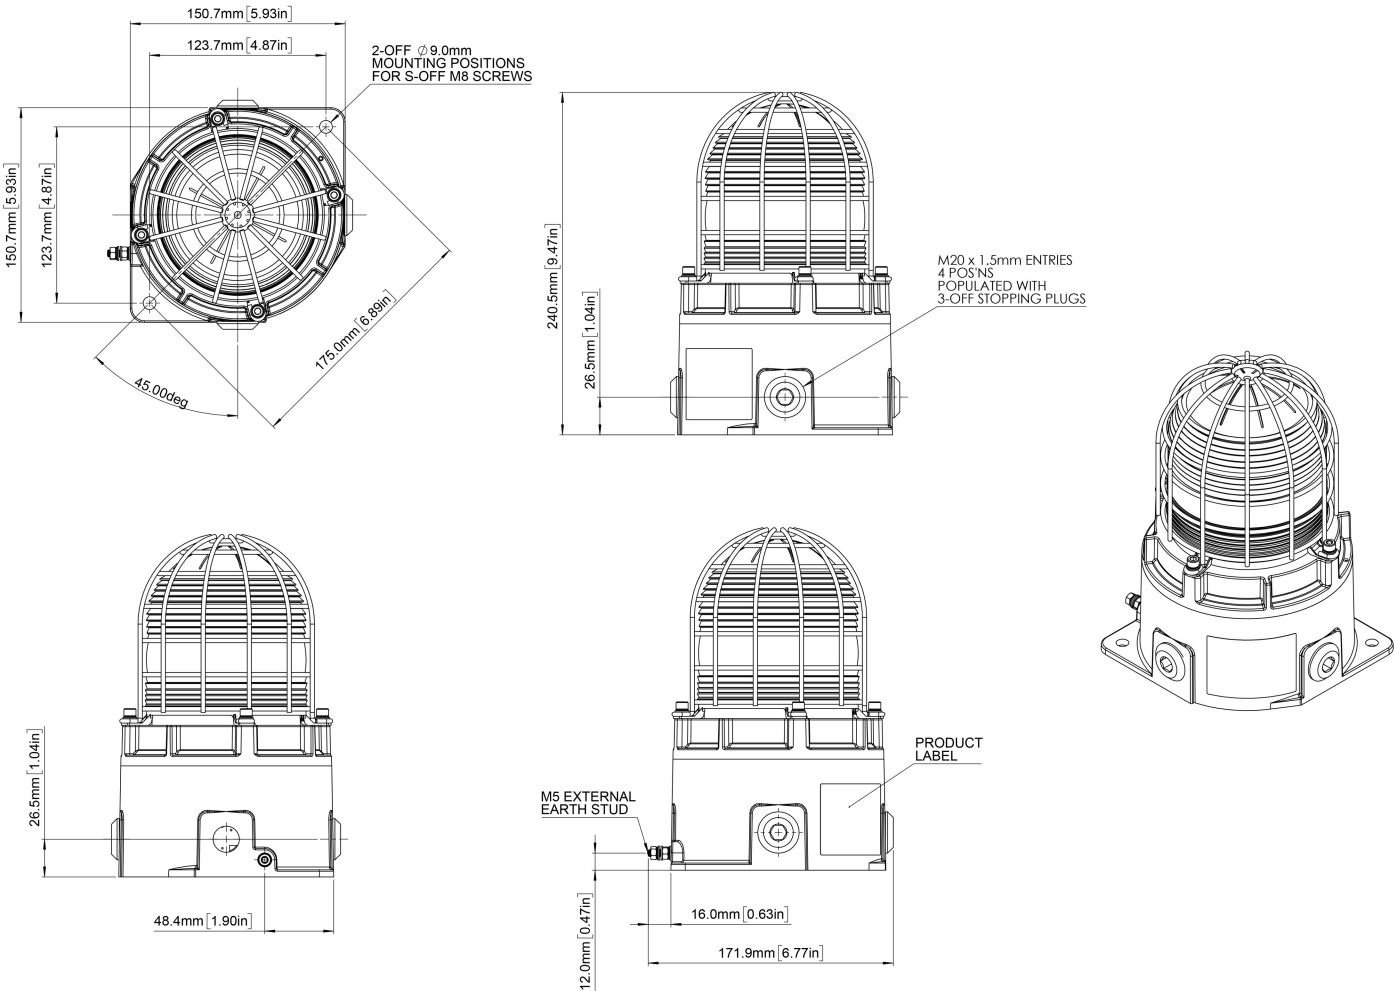 150.7mm[5.93in]
123.7mm[4.87in]
2-OFF ∅9.0mm
MOUNTING POSITIONS
FOR S-OFF M8 SCREWS
150.7mm[5.93in]
123.7mm[4.87in]
175.0mm[6.89in]
45.00deg
240.5mm[9.47in]
26.5mm[1.04in]
M20 x 1.5mm ENTRIES
4 POS'NS
POPULATED WITH
3-OFF STOPPING PLUGS
26.5mm[1.04in]
48.4mm[1.90in]
PRODUCT
LABEL
M5 EXTERNAL
EARTH STUD
12.0mm[0.47in]
16.0mm[0.63in]
171.9mm[6.77in]